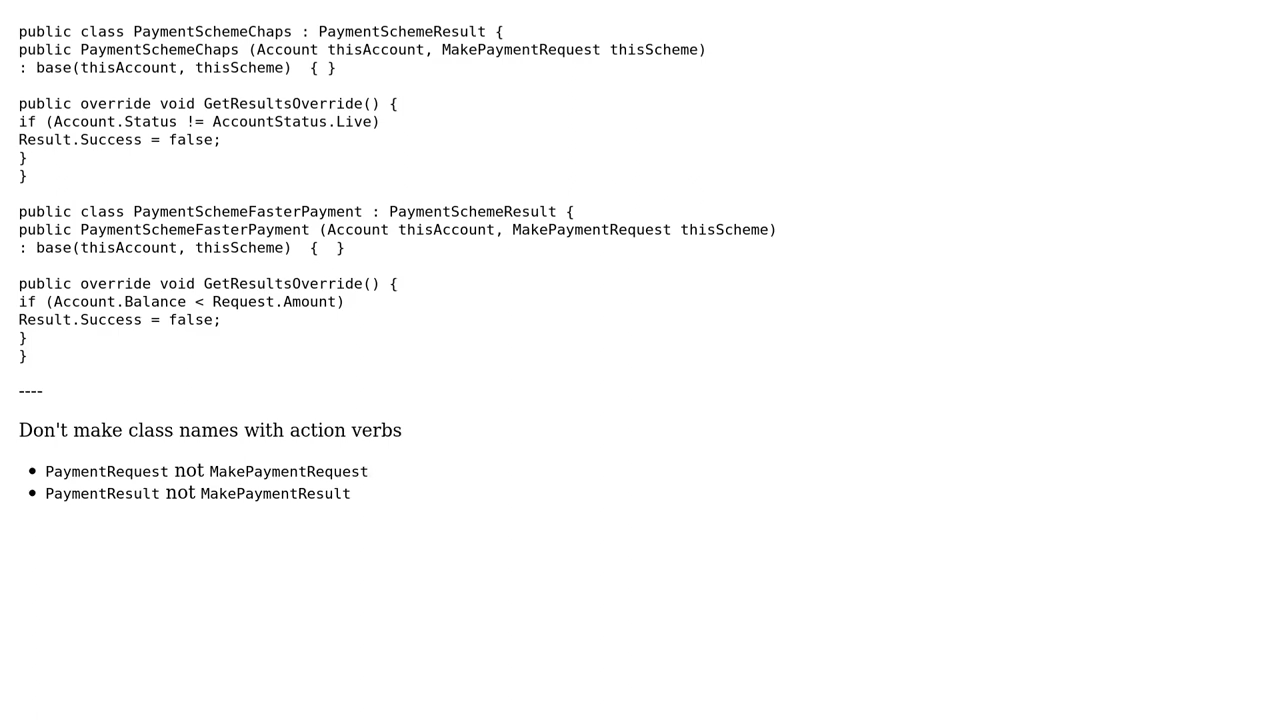 public class PaymentSchemeChaps : PaymentSchemeResult {
public PaymentSchemeChaps (Account thisAccount, MakePaymentRequest thisScheme)
: base(thisAccount, thisScheme)  { }
public override void GetResultsOverride() {
if (Account.Status != AccountStatus.Live)
Result.Success = false;
}
}
public class PaymentSchemeFasterPayment : PaymentSchemeResult {
public PaymentSchemeFasterPayment (Account thisAccount, MakePaymentRequest thisScheme)
: base(thisAccount, thisScheme)  {  }
public override void GetResultsOverride() {
if (Account.Balance < Request.Amount)
Result.Success = false;
}
}
----
Don't make class names with action verbs
• PaymentRequest not MakePaymentRequest
• PaymentResult not MakePaymentResult